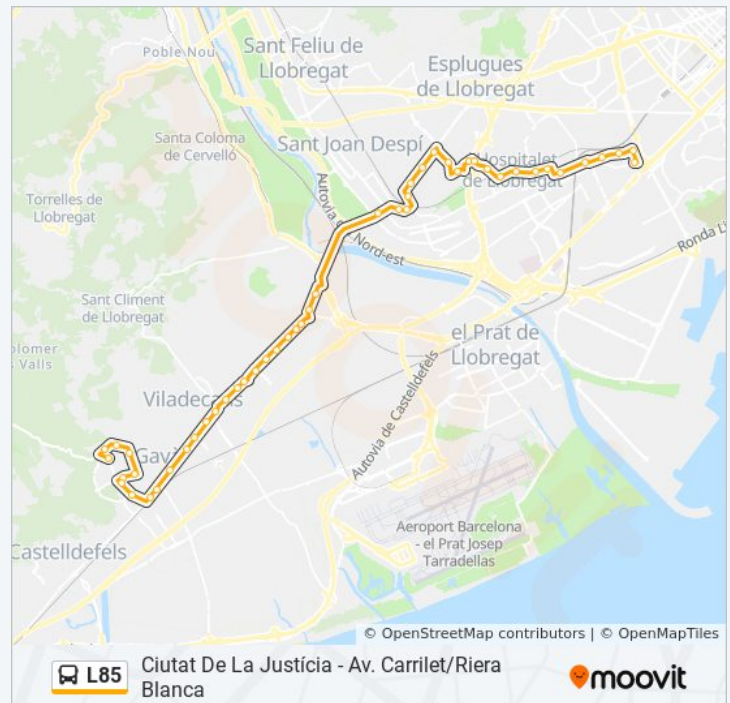 Poble Nou
Sant Feliu de
Llobregat
Esplugues
de Llobregat
Santa Coloma
de Cervelló
Sant Joan Despí
Hospitalet
de Llobregat
Torrelles de
Llobregat
Autovia
Nord-est
Ronda Li
Sant Climent
de Llobregat
el Prat de
Llobregat
olomer
Valls
Viladecans
Autovia de Castelldefels
Gavà
Aeroport Barcelona
- el Prat Josep
Tarradellas
Castelldefels
© OpenStreetMap contributors | © OpenMapTiles
L85
Ciutat De La Justícia - Av. Carrilet/Riera
Blanca
moovit